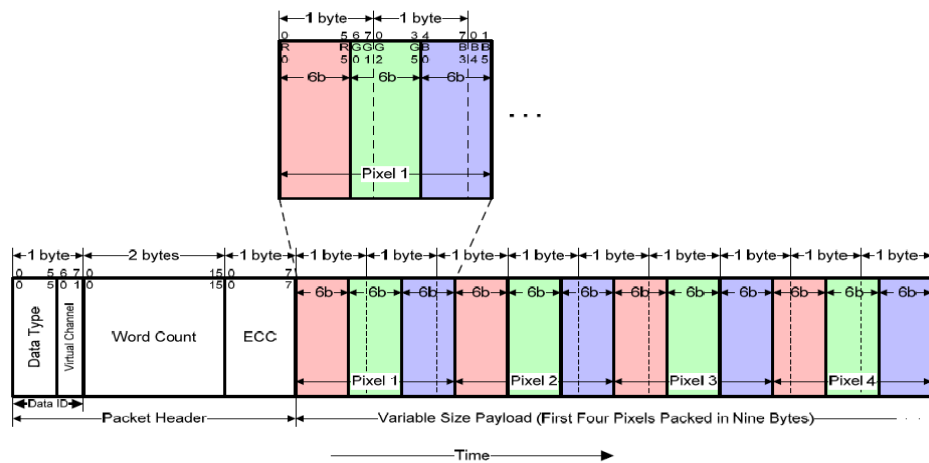 1 byte 1 byte
0 5 6 7 0 3 4 7 0 1
R R G G G G B B B B
0 5 0 1 2 5 0 3 4 5
6b 6b 6b
Pixel 1
. . .
1 byte 2 bytes 1 byte 1 byte 1 byte 1 byte 1 byte 1 byte 1 byte 1 byte 1 byte 1 byte
0 5 6 7 0 15 0 7
0 5 0 1 0 15 0 7
6b 6b 6b 6b 6b 6b 6b 6b 6b 6b 6b 6b
Data Type
Virtual Channel
Word Count
ECC
Pixel 1 Pixel 2 Pixel 3 Pixel 4
Data ID
Packet Header
Variable Size Payload (First Four Pixels Packed in Nine Bytes)
Time